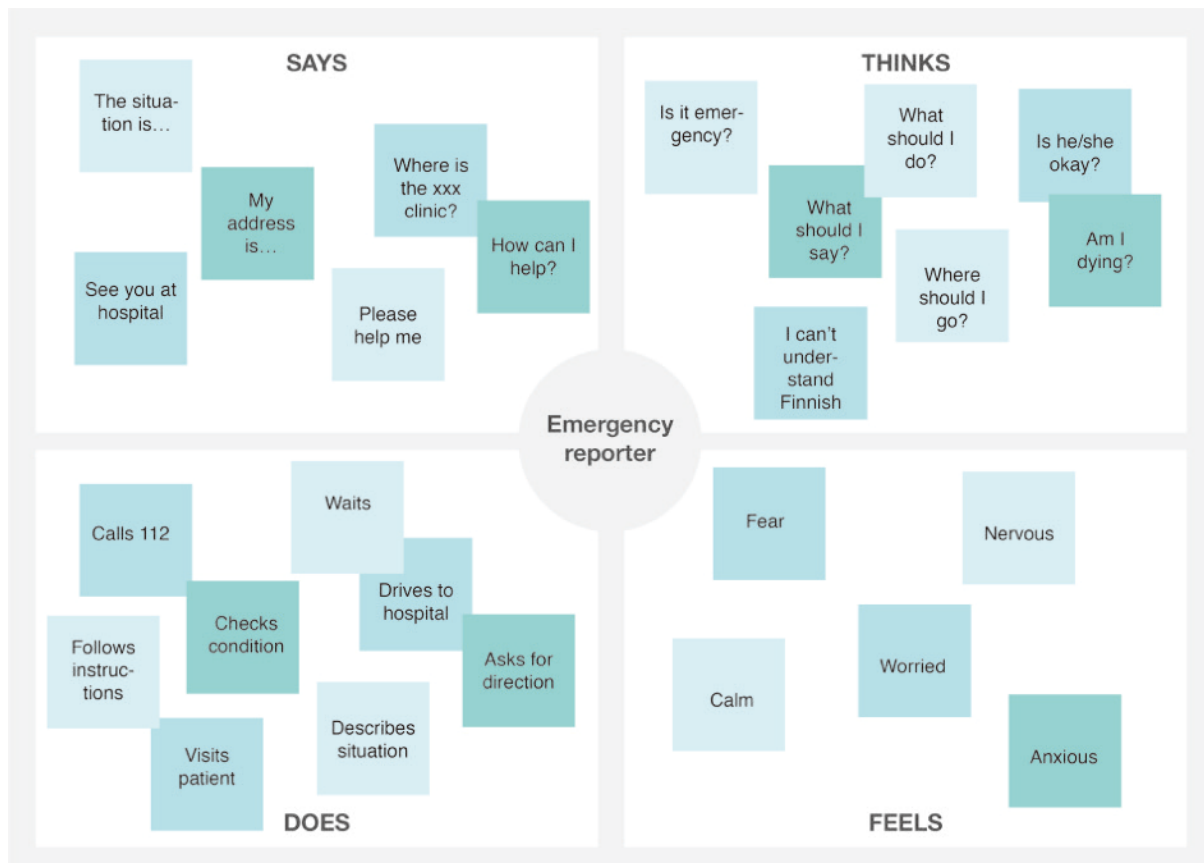 SAYS
The situa-
tion is…
My
address
is…
Where is
the xxx
clinic?
How can I
help?
See you at
hospital
Please
help me
THINKS
Is it emer-
gency?
What
should I
do?
Is he/she
okay?
What
should I
say?
Am I
dying?
Where
should I
go?
I can’t
under-
stand
Finnish
Emergency
reporter
Calls 112
Waits
Drives to
hospital
Checks
condition
Follows
instruc-
tions
Asks for
direction
Describes
situation
Visits
patient
DOES
Fear
Nervous
Worried
Calm
Anxious
FEELS